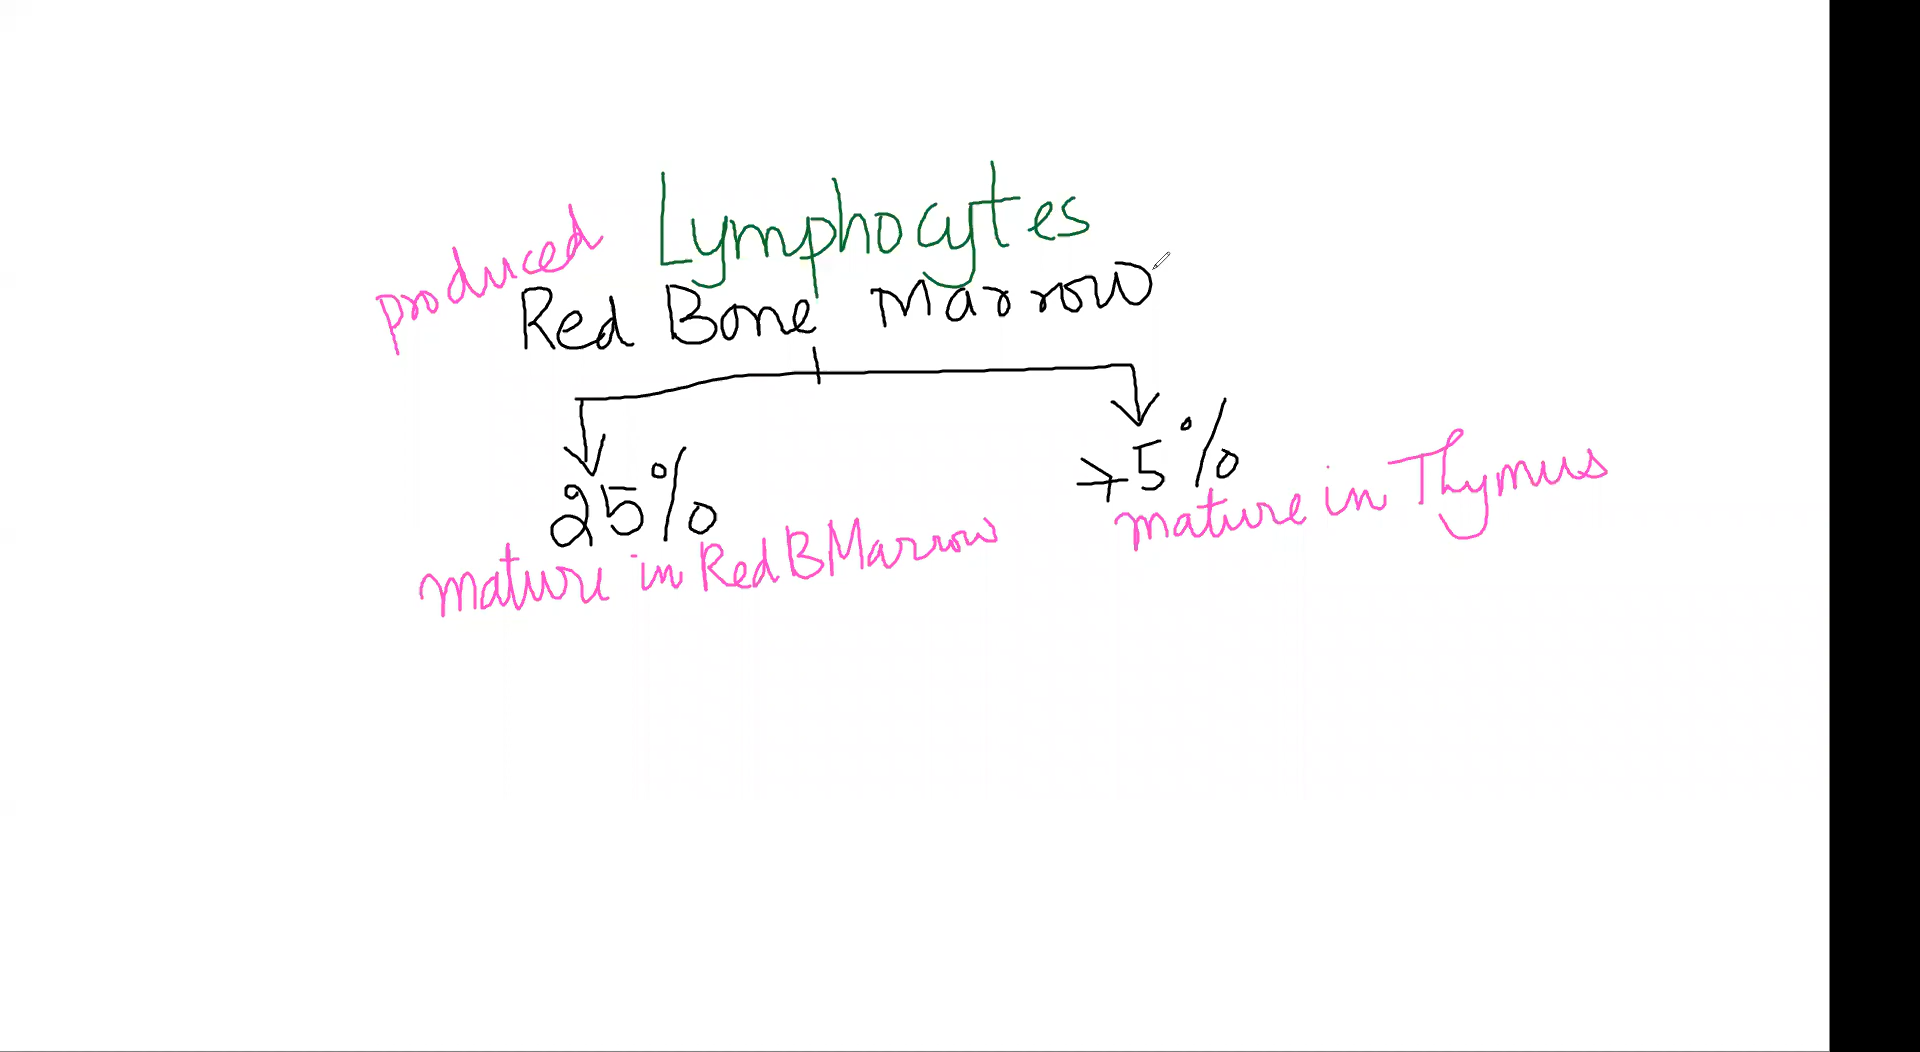 Lymphocytes
produced Red Bone Marrow
25% 75%
mature in Red B Marrow mature in Thymus